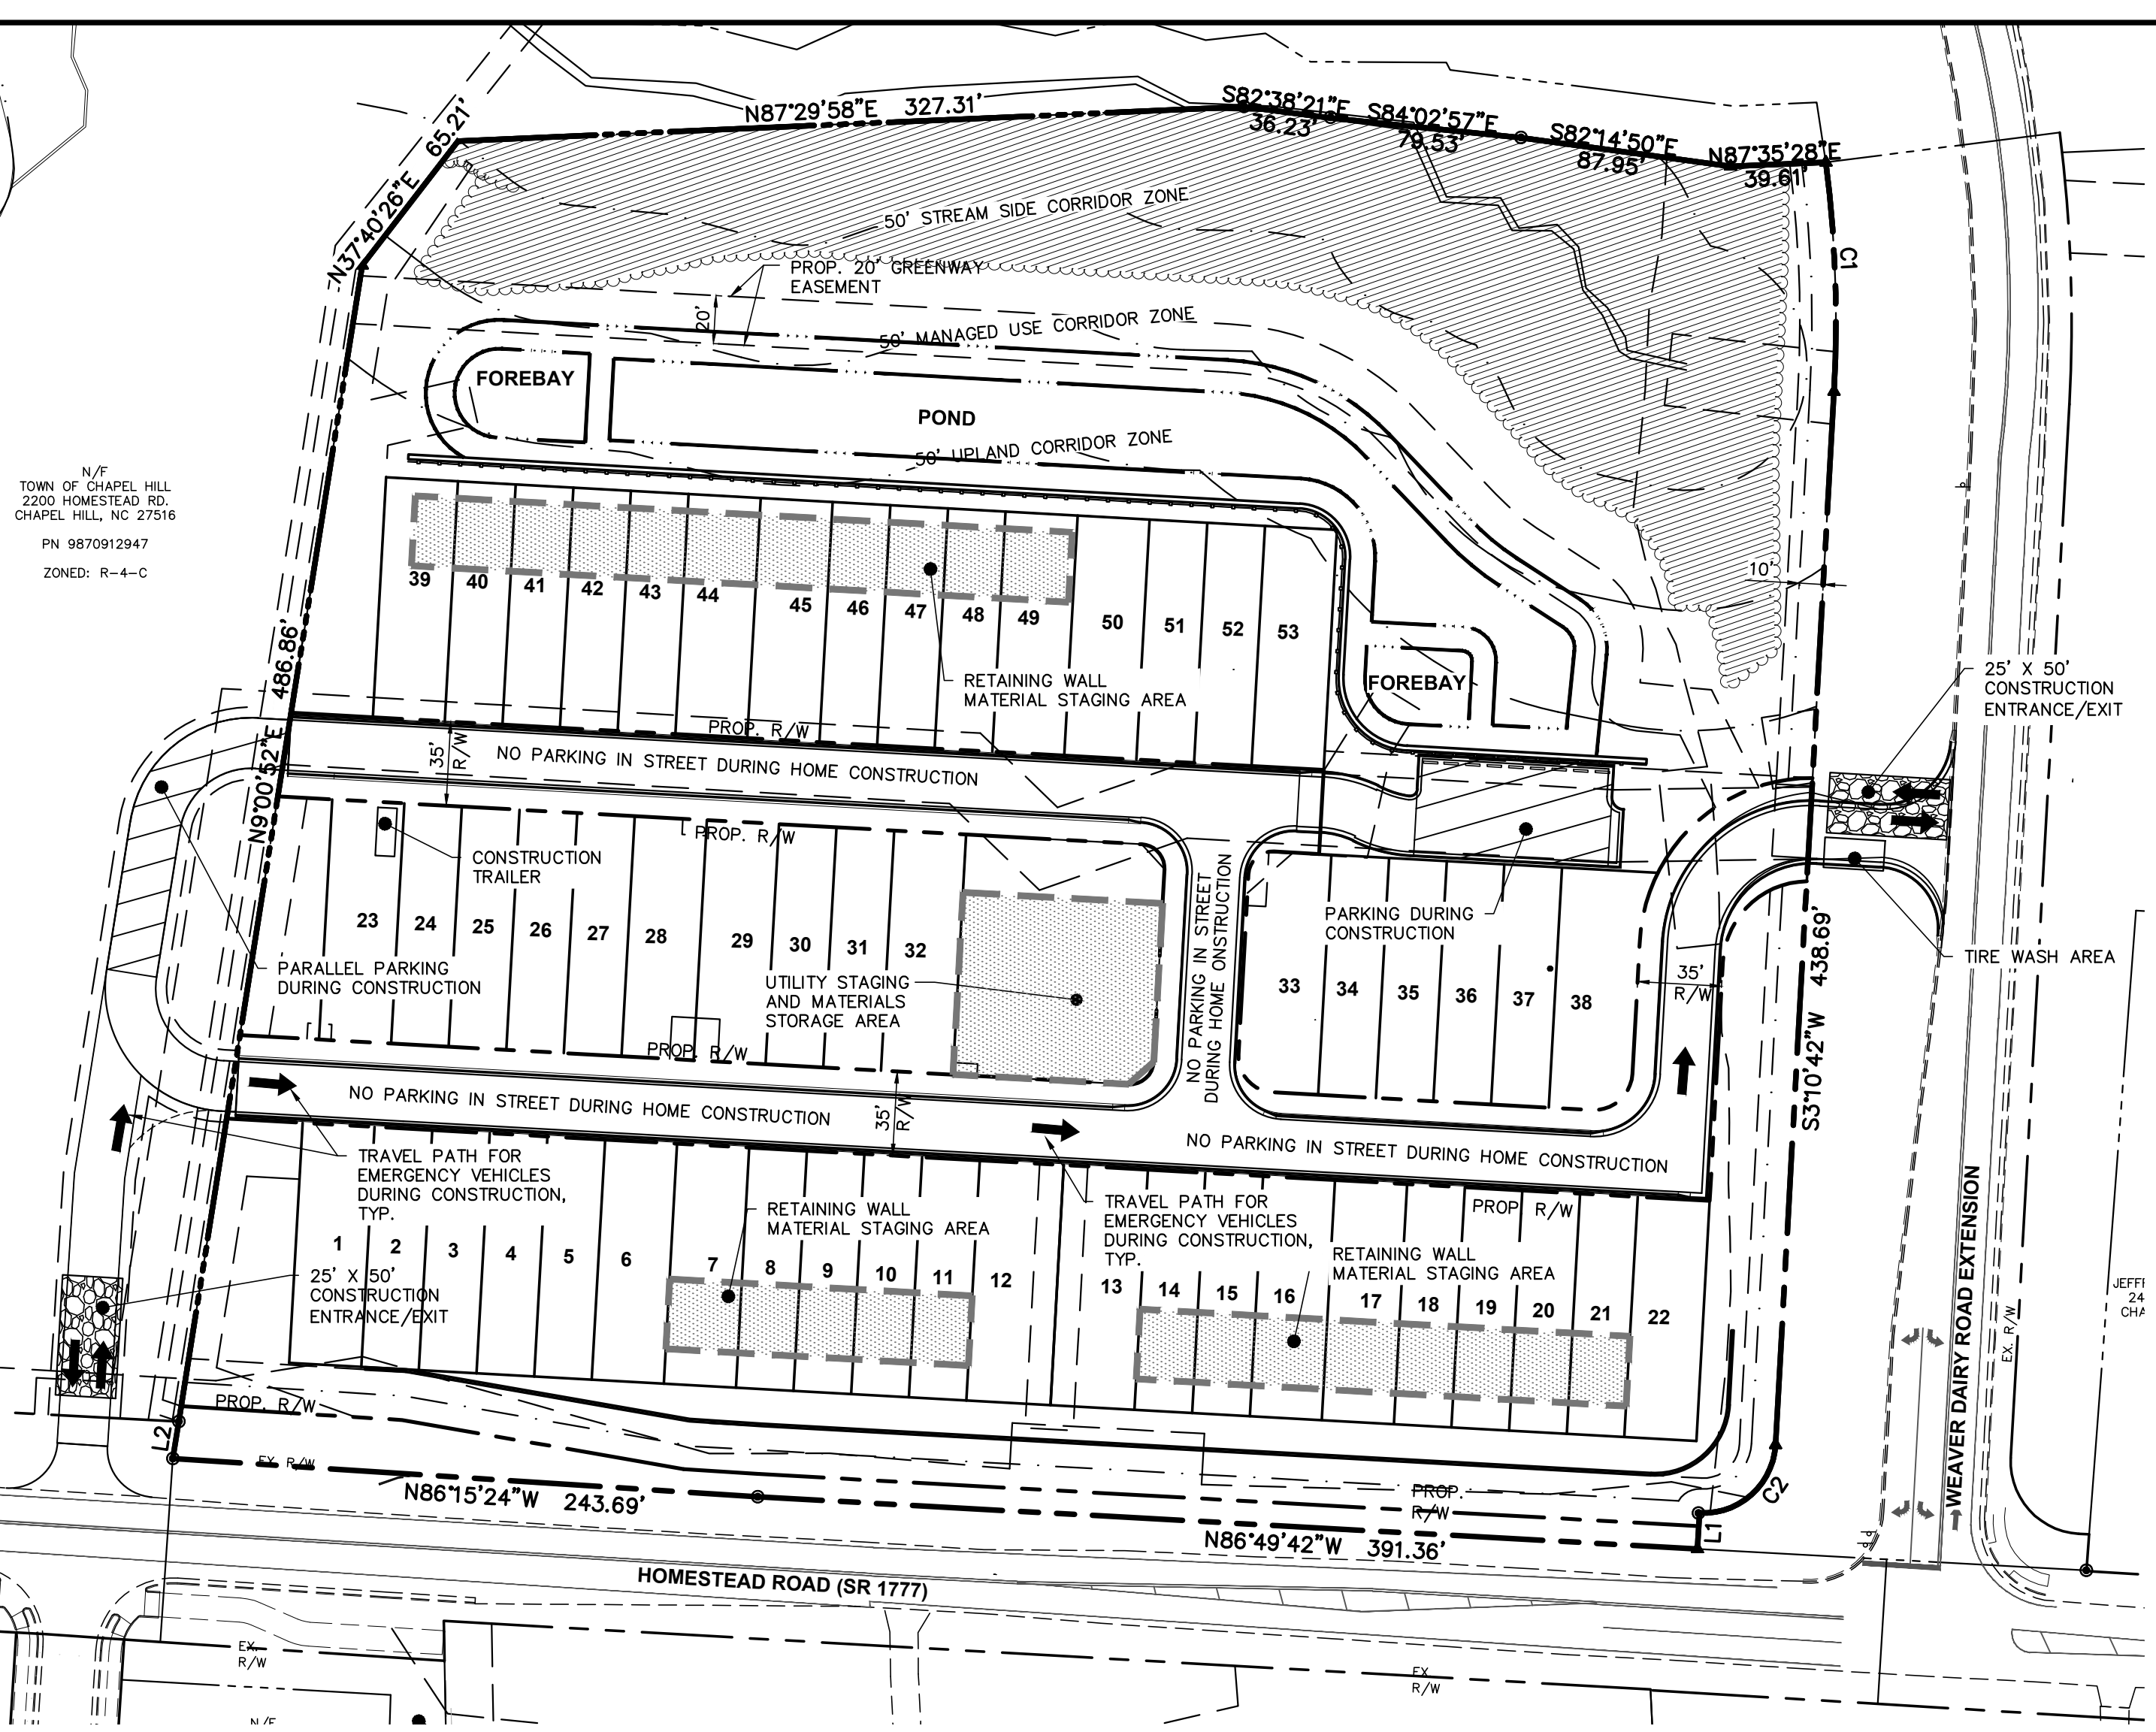 N87°29'58"E 327.31'
S82°38'21"E
36.23'
S84°02'57"E
79.53'
S82°14'50"E
87.95'
N87°35'28"E
39.61'
N37°40'26"E 65.21'
C1
50' STREAM SIDE CORRIDOR ZONE
PROP. 20' GREENWAY
EASEMENT
20'
50' MANAGED USE CORRIDOR ZONE
FOREBAY
POND
50' UPLAND CORRIDOR ZONE
N/F
TOWN OF CHAPEL HILL
2200 HOMESTEAD RD.
CHAPEL HILL, NC 27516
PN 9870912947
ZONED: R-4-C
10'
39 40 41 42 43 44 45 46 47 48 49 50 51 52 53
RETAINING WALL
MATERIAL STAGING AREA
FOREBAY
25' X 50'
CONSTRUCTION
ENTRANCE/EXIT
N9°00'52"E 486.86'
PROP. R/W
35'
R/W
NO PARKING IN STREET DURING HOME CONSTRUCTION
PROP. R/W
CONSTRUCTION
TRAILER
23 24 25 26 27 28 29 30 31 32
PARALLEL PARKING
DURING CONSTRUCTION
UTILITY STAGING
AND MATERIALS
STORAGE AREA
NO PARKING IN STREET
DURING HOME ONSTRUCTION
PARKING DURING
CONSTRUCTION
33 34 35 36 37 38
35'
R/W
TIRE WASH AREA
S3°10'42"W 438.69'
PROP. R/W
NO PARKING IN STREET DURING HOME CONSTRUCTION
35'
R/W
NO PARKING IN STREET DURING HOME CONSTRUCTION
TRAVEL PATH FOR
EMERGENCY VEHICLES
DURING CONSTRUCTION,
TYP.
RETAINING WALL
MATERIAL STAGING AREA
TRAVEL PATH FOR
EMERGENCY VEHICLES
DURING CONSTRUCTION,
TYP.
PROP R/W
RETAINING WALL
MATERIAL STAGING AREA
1 2 3 4 5 6 7 8 9 10 11 12 13 14 15 16 17 18 19 20 21 22
25' X 50'
CONSTRUCTION
ENTRANCE/EXIT
WEAVER DAIRY ROAD EXTENSION
EX. R/W
JEFF
24
CHA
PROP. R/W
L2
EX. R/W
N86°15'24"W 243.69'
PROP.
R/W
C2
L1
N86°49'42"W 391.36'
HOMESTEAD ROAD (SR 1777)
EX.
R/W
EX
R/W
N/F